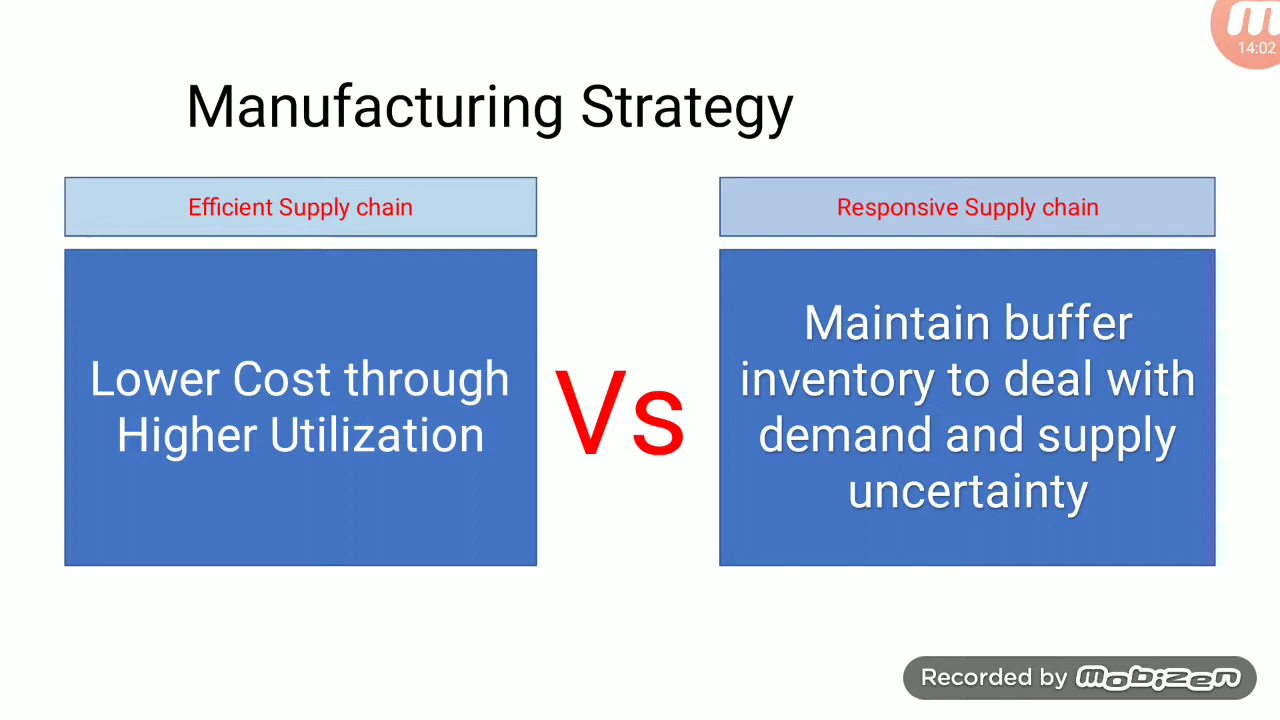 14:02
Manufacturing Strategy
Efficient Supply chain
Responsive Supply chain
Lower Cost through
Higher Utilization
Vs
Maintain buffer
inventory to deal with
demand and supply
uncertainty
Recorded by mobizen